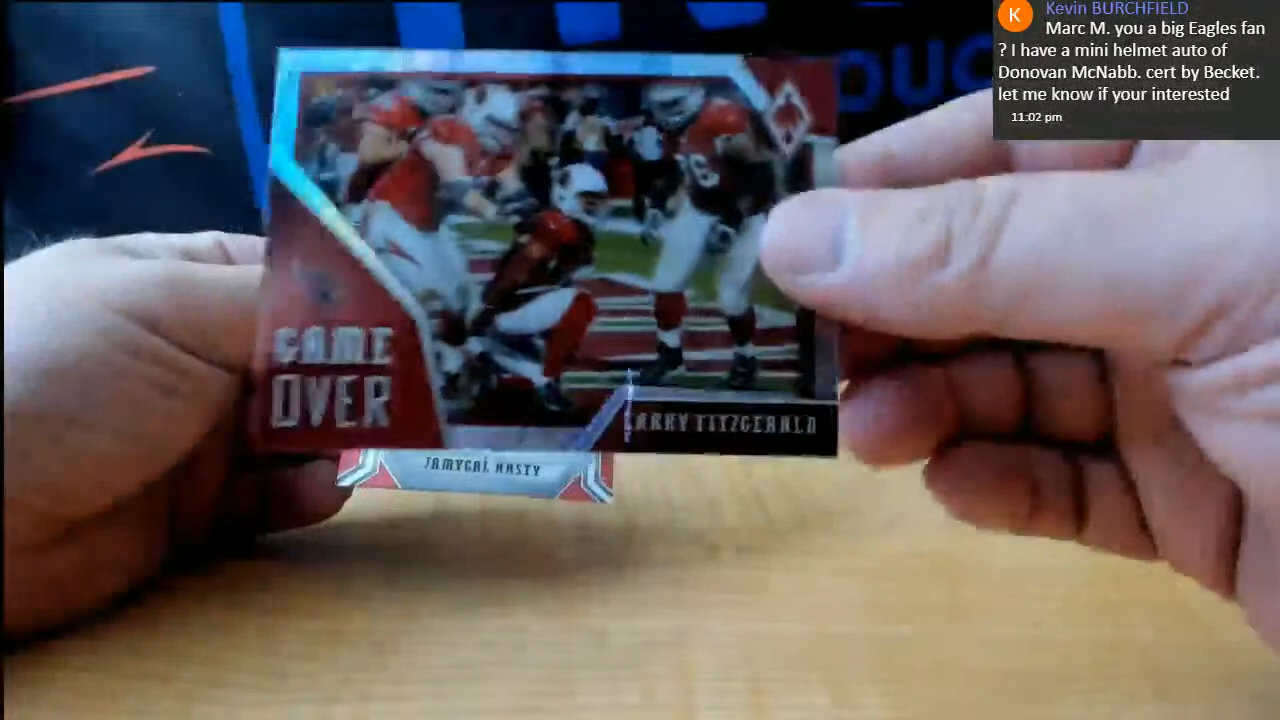 Kevin BURCHFIELD
Marc M. you a big Eagles fan
? I have a mini helmet auto of
Donovan McNabb. cert by Becket.
let me know if your interested
11:02 pm
K
GAME
OVER
LARRY FITZGERALD
JAMYCAL HASTY